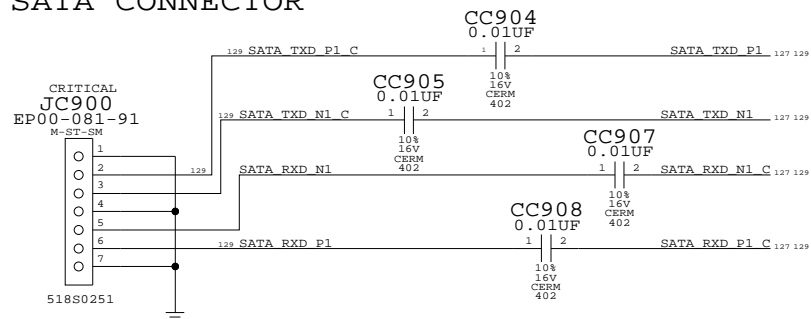 SATA CONNECTOR
CC904
0.01UF
129 SATA_TXD_P1_C 1 2 SATA_TXD_P1 127 129
10%
16V
CERM
402
CRITICAL
JC900
EP00-081-91
M-ST-SM
CC905
0.01UF
129 SATA_TXD_N1_C 1 2 SATA_TXD_N1 127 129
10%
16V
CERM
402
CC907
0.01UF
129 SATA_RXD_N1 1 2 SATA_RXD_N1_C 127 129
10%
16V
CERM
402
CC908
0.01UF
129 SATA_RXD_P1 1 2 SATA_RXD_P1_C 127 129
10%
16V
CERM
402
1
2
3
4
5
6
7
518S0251